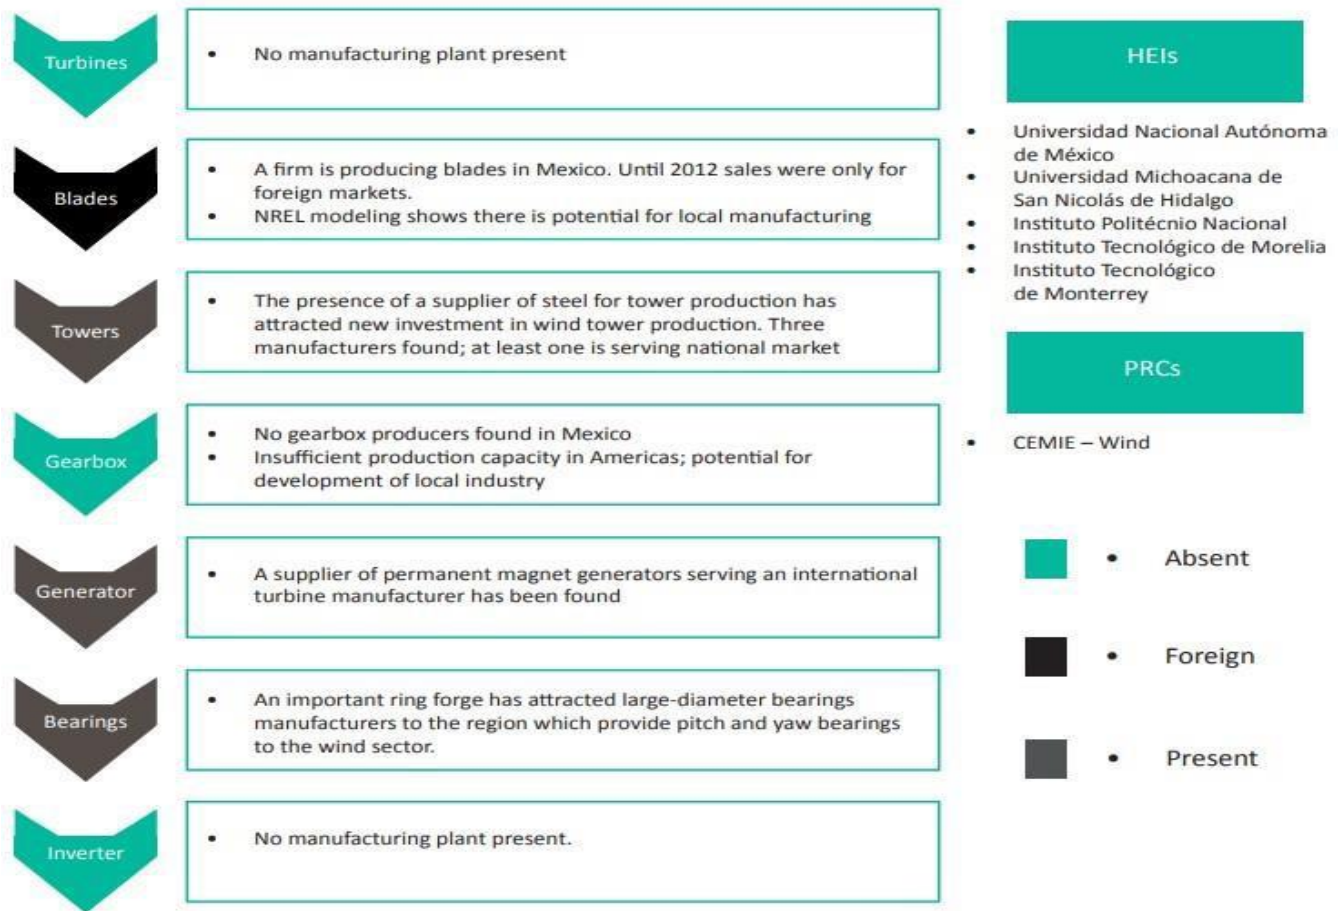 Turbines
• No manufacturing plant present
Blades
• A firm is producing blades in Mexico. Until 2012 sales were only for
foreign markets.
• NREL modeling shows there is potential for local manufacturing
Towers
• The presence of a supplier of steel for tower production has
attracted new investment in wind tower production. Three
manufacturers found; at least one is serving national market
Gearbox
• No gearbox producers found in Mexico
• Insufficient production capacity in Americas; potential for
development of local industry
Generator
• A supplier of permanent magnet generators serving an international
turbine manufacturer has been found
Bearings
• An important ring forge has attracted large-diameter bearings
manufacturers to the region which provide pitch and yaw bearings
to the wind sector.
Inverter
• No manufacturing plant present.
HEIs
• Universidad Nacional Autónoma
de México
• Universidad Michoacana de
San Nicolás de Hidalgo
• Instituto Politécnio Nacional
• Instituto Tecnológico de Morelia
• Instituto Tecnológico
de Monterrey
PRCs
• CEMIE – Wind
• Absent
• Foreign
• Present